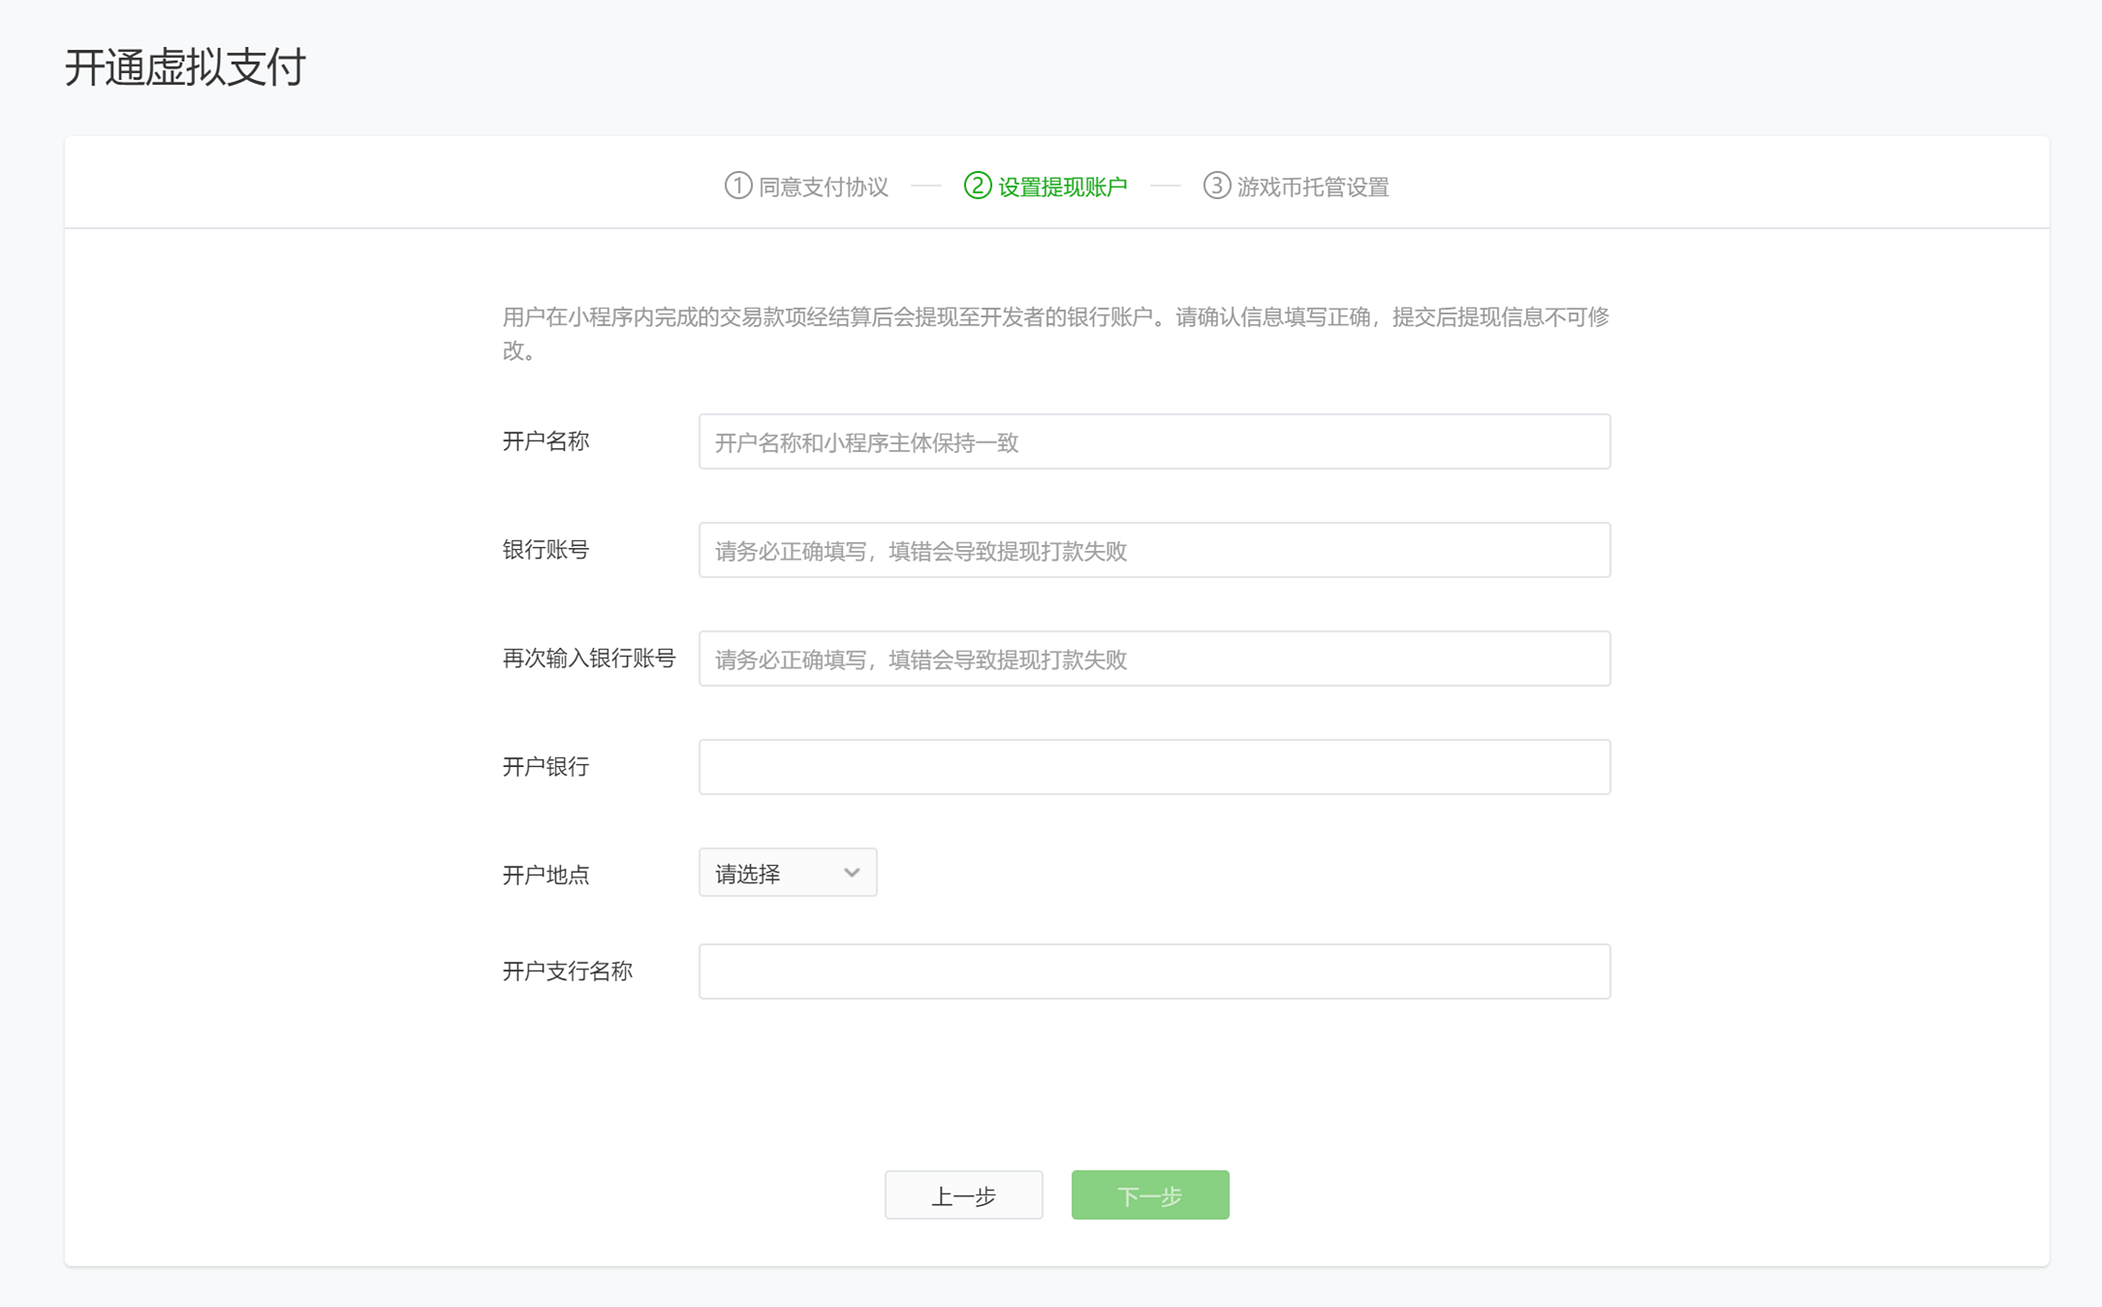 开通虚拟支付
① 同意支付协议 — ② 设置提现账户 — ③ 游戏币托管设置
用户在小程序内完成的交易款项经结算后会提现至开发者的银行账户。请确认信息填写正确，提交后提现信息不可修
改。
开户名称 开户名称和小程序主体保持一致
银行账号 请务必正确填写，填错会导致提现打款失败
再次输入银行账号 请务必正确填写，填错会导致提现打款失败
开户银行
开户地点 请选择
开户支行名称
上一步 下一步